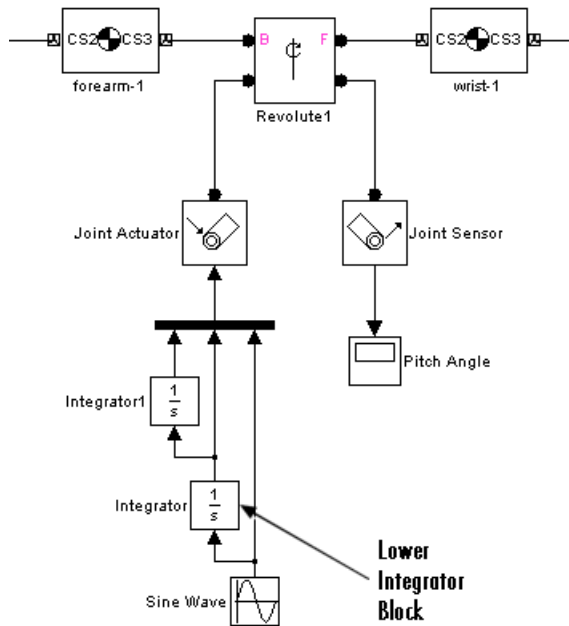 CS2 CS3
B F
CS2 CS3
forearm-1
Revolute1
wrist-1
Joint Actuator
Joint Sensor
Pitch Angle
Integrator1
1
s
Integrator
1
s
Lower
Integrator
Block
Sine Wave